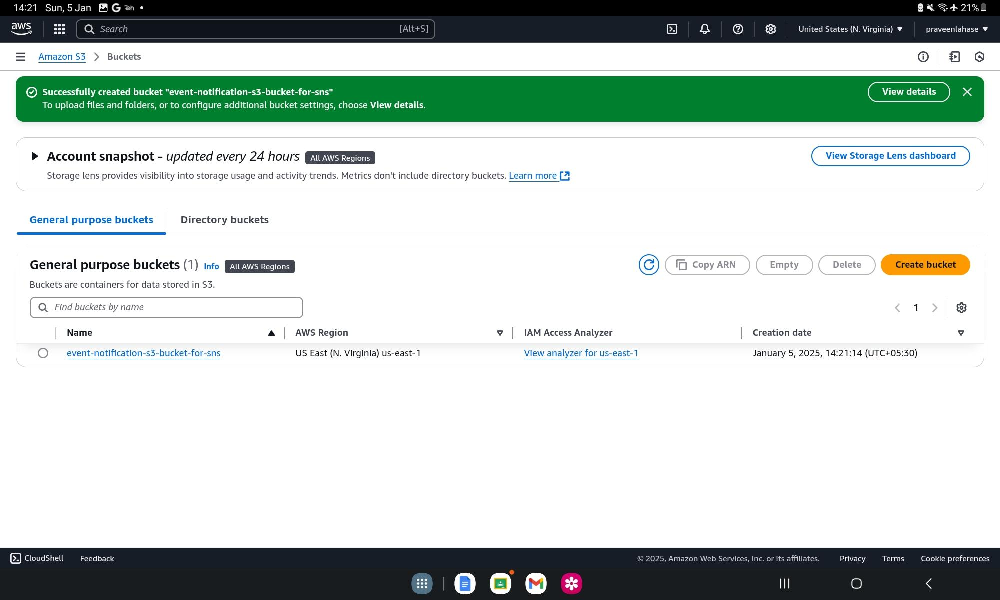 14:21 Sun, 5 Jan
21%
aws
Search [Alt+S]
United States (N. Virginia)
praveenlahase
Amazon S3 Buckets
Successfully created bucket "event-notification-s3-bucket-for-sns"
To upload files and folders, or to configure additional bucket settings, choose View details.
View details
Account snapshot - updated every 24 hours All AWS Regions
View Storage Lens dashboard
Storage lens provides visibility into storage usage and activity trends. Metrics don't include directory buckets. Learn more
General purpose buckets Directory buckets
General purpose buckets (1) Info All AWS Regions
Copy ARN Empty Delete Create bucket
Buckets are containers for data stored in S3.
Find buckets by name
1
Name AWS Region IAM Access Analyzer Creation date
event-notification-s3-bucket-for-sns US East (N. Virginia) us-east-1 View analyzer for us-east-1 January 5, 2025, 14:21:14 (UTC+05:30)
CloudShell Feedback © 2025, Amazon Web Services, Inc. or its affiliates. Privacy Terms Cookie preferences